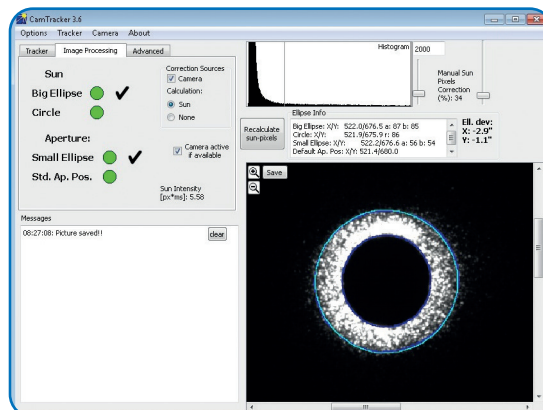 CamTracker 3.6
Options Tracker Camera About
Tracker Image Processing Advanced
Sun
Big Ellipse
Circle
Aperture:
Small Ellipse
Std. Ap. Pos.
Correction Sources
Camera
Calculation:
Sun
None
Camera active
if available
Sun Intensity
[px*ms]: 5.58
Messages
08:27:08: Picture saved!!
clear
Histogram
2000
Manual Sun
Pixels
Correction
(%): 34
Recalculate
sun-pixels
Ellipse Info
Big Ellipse: X/Y: 522.0/676.5 a: 87 b: 85
Circle: X/Y: 521.9/675.9 r: 86
Small Ellipse: X/Y: 522.2/676.6 a: 56 b: 54
Default Ap. Pos: X/Y: 521.4/680.0
Ell. dev:
X: -2.9"
Y: -1.1"
Save